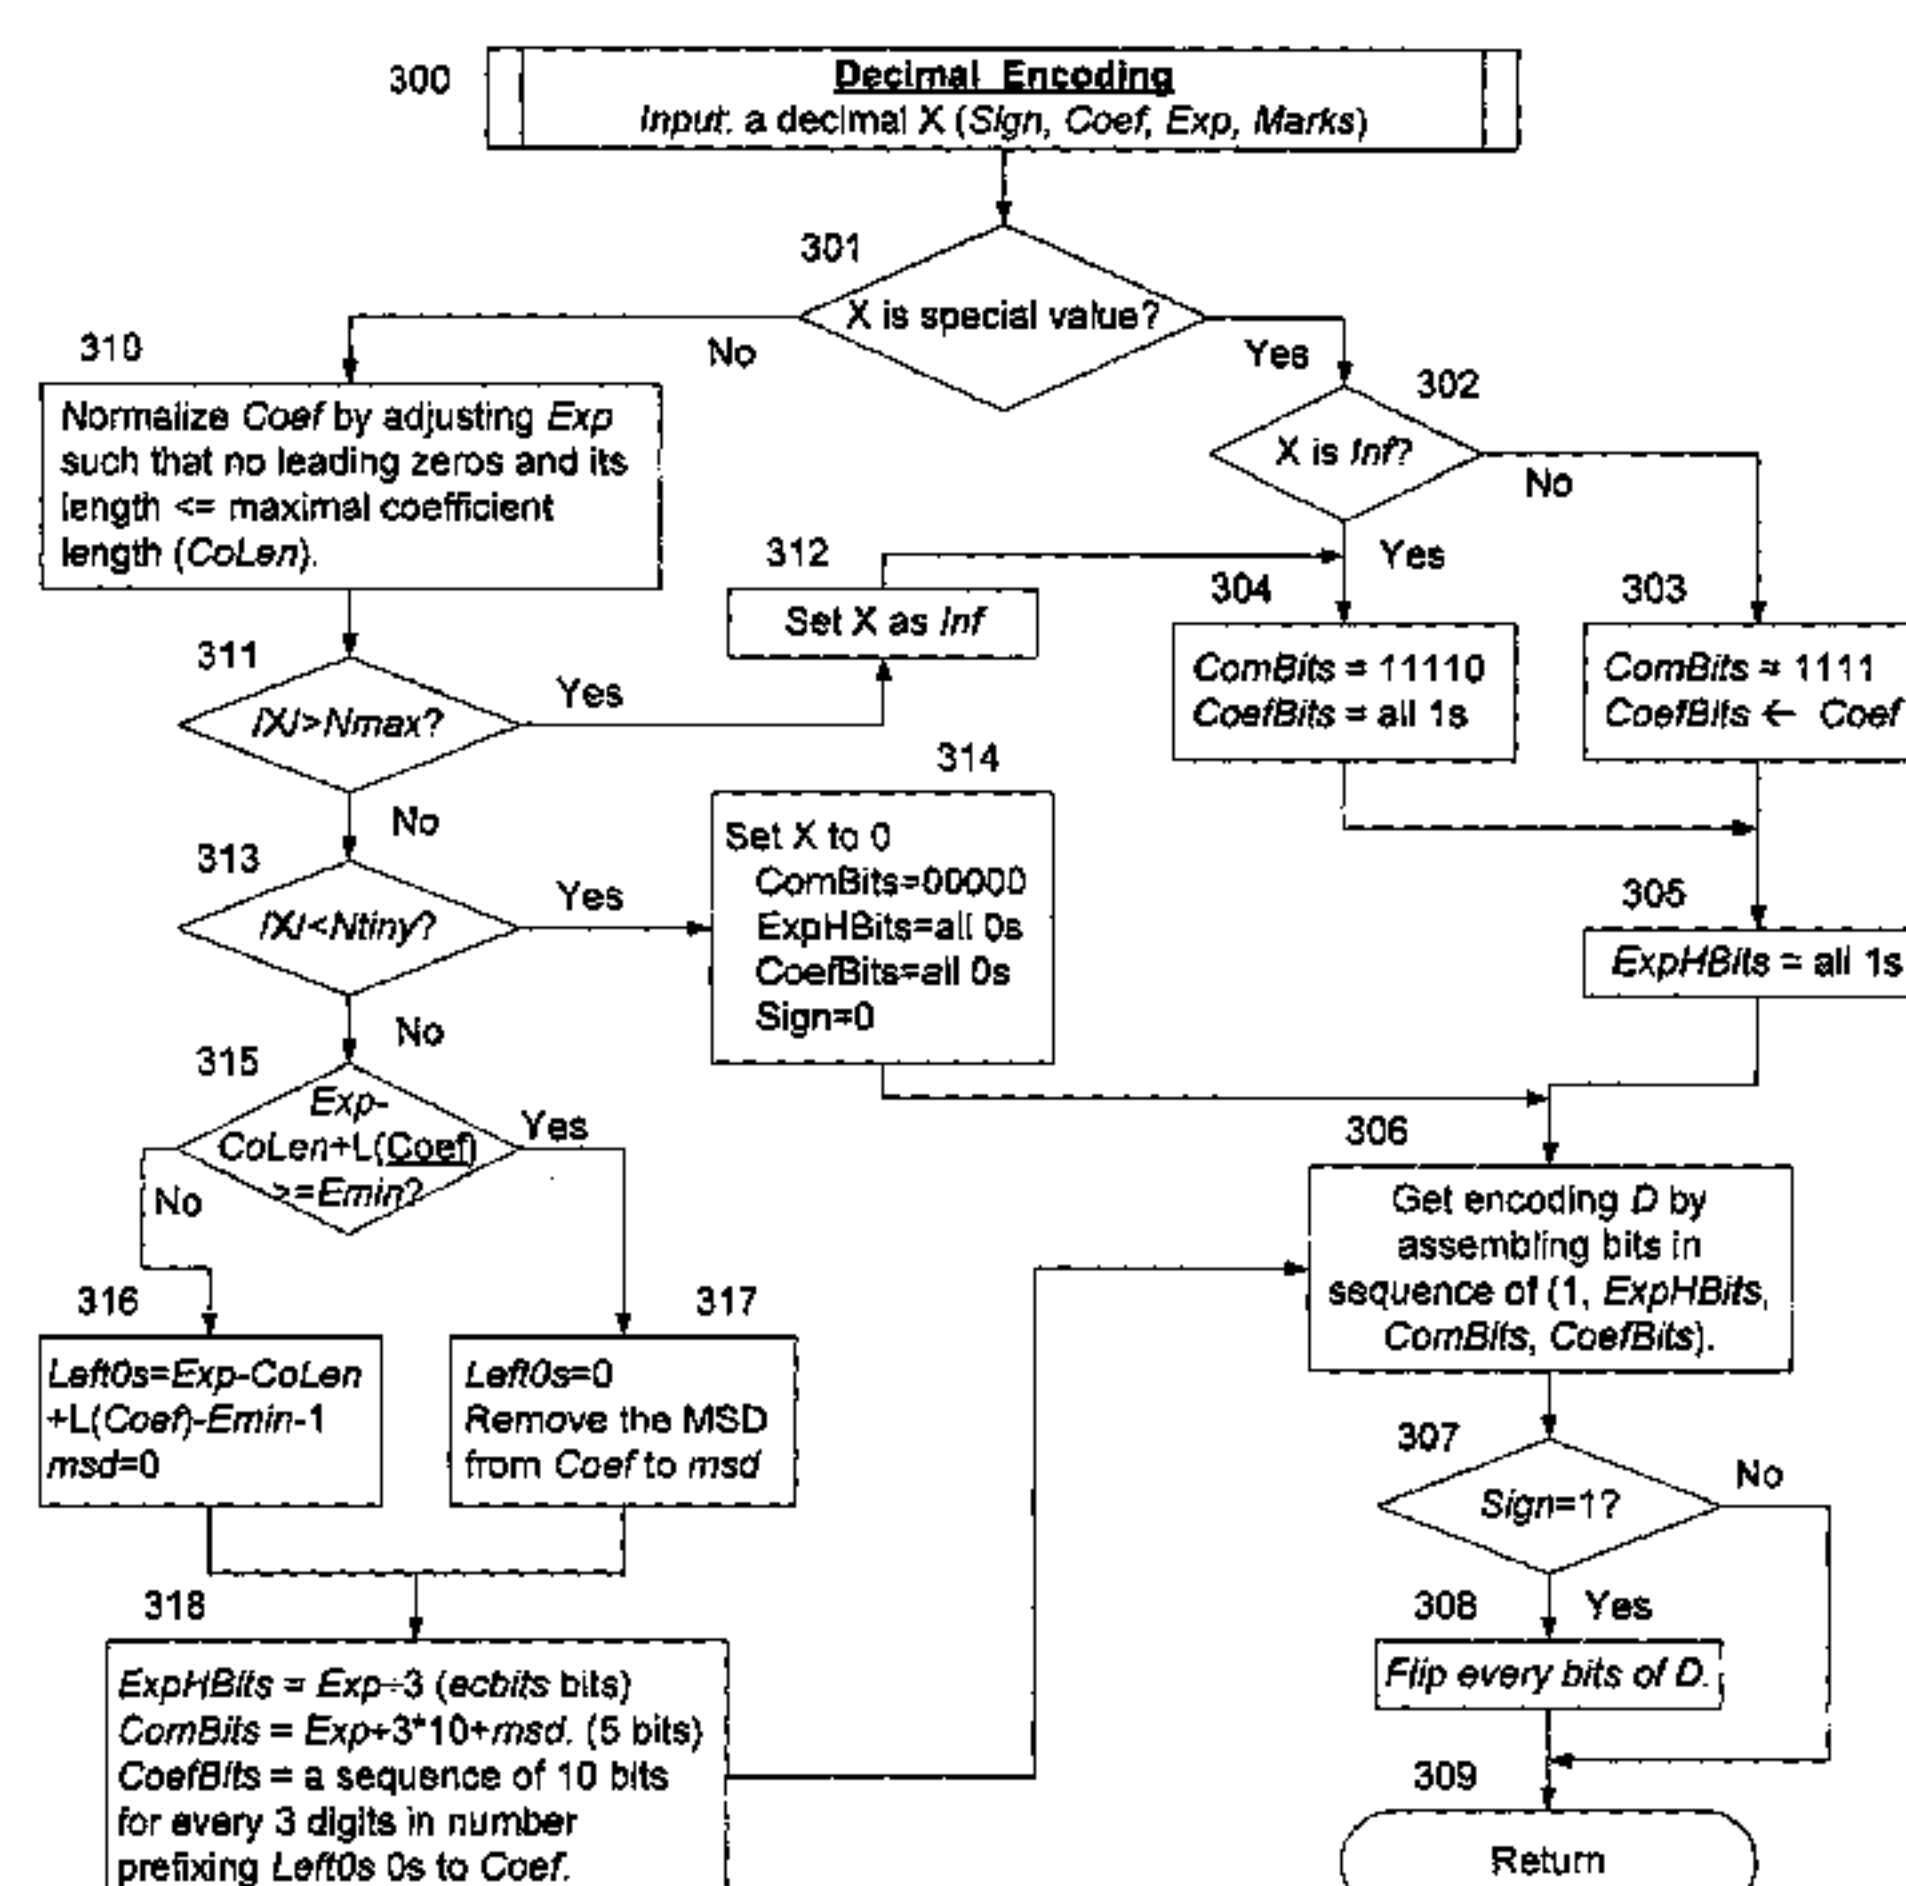 300
Decimal Encoding
Input: a decimal X (Sign, Coef, Exp, Marks)
301
X is special value?
No
Yes
310
Normalize Coef by adjusting Exp
such that no leading zeros and its
length <= maximal coefficient
length (CoLen).
302
X is Inf?
No
Yes
312
Set X as Inf
304
ComBits = 11110
CoefBits = all 1s
303
ComBits = 1111
CoefBits ← Coef
311
|X|>Nmax?
Yes
No
314
Set X to 0
ComBits=00000
ExpHBits=all 0s
CoefBits=all 0s
Sign=0
313
|X|<Ntiny?
Yes
No
305
ExpHBits = all 1s
315
Exp-
CoLen+L(Coef)
>=Emin?
Yes
No
306
Get encoding D by
assembling bits in
sequence of (1, ExpHBits,
ComBits, CoefBits).
316
Left0s=Exp-CoLen
+L(Coef)-Emin-1
msd=0
317
Left0s=0
Remove the MSD
from Coef to msd
307
Sign=1?
No
Yes
318
ExpHBits = Exp÷3 (ecbits bits)
ComBits = Exp÷3*10+msd. (5 bits)
CoefBits = a sequence of 10 bits
for every 3 digits in number
prefixing Left0s 0s to Coef.
308
Flip every bits of D.
309
Return